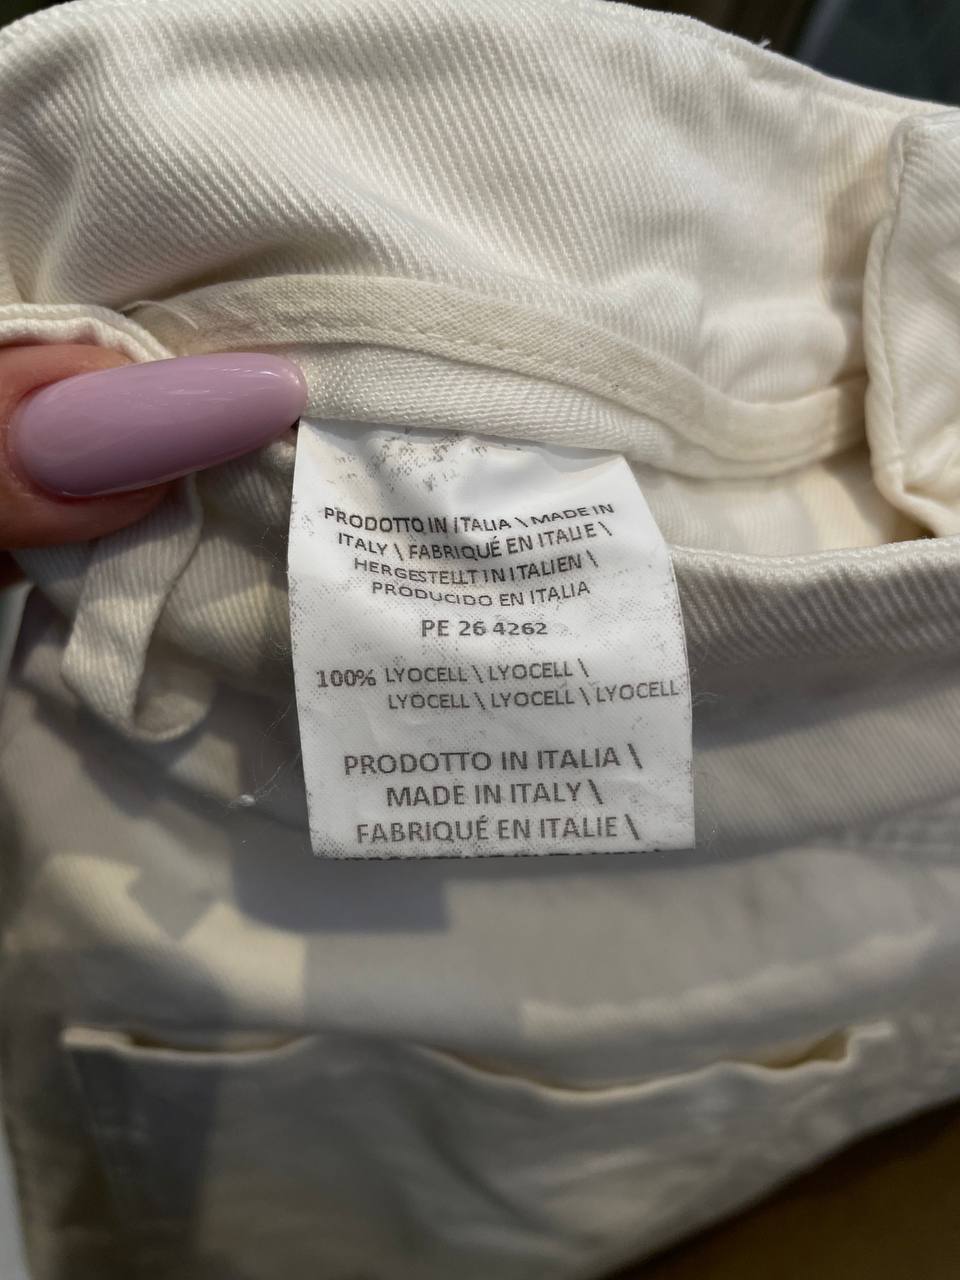 PRODOTTO IN ITALIA \ MADE IN
ITALY \ FABRIQUÉ EN ITALIE \
HERGESTELLT IN ITALIEN \
PRODUCIDO EN ITALIA
PE 26 4262
100% LYOCELL \ LYOCELL \
LYOCELL \ LYOCELL \ LYOCELL
PRODOTTO IN ITALIA \
MADE IN ITALY \
FABRIQUÉ EN ITALIE \